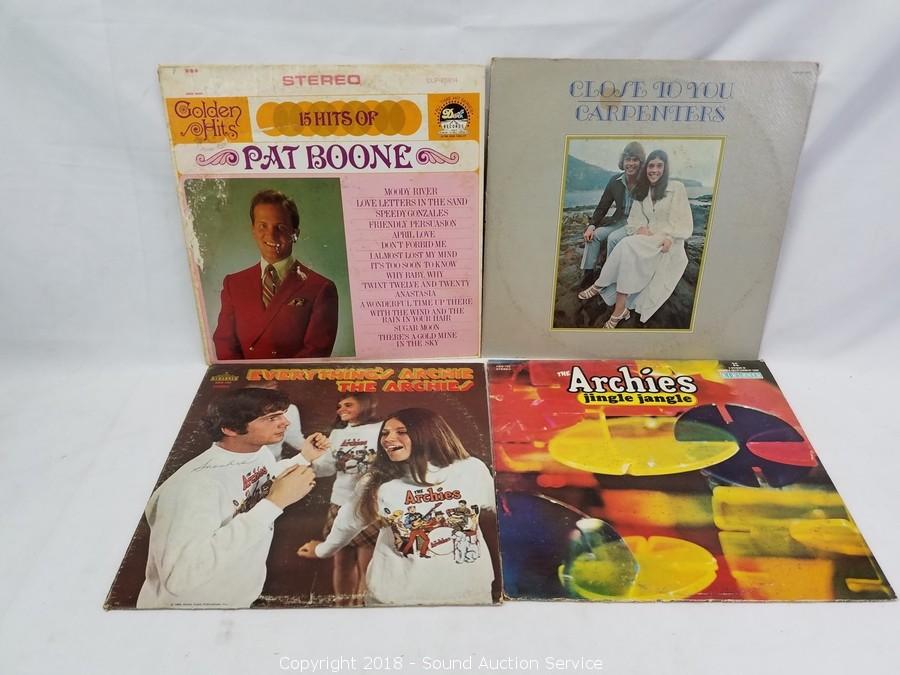 STEREO
Golden
Hits
15 HITS OF
Dot
RECORDS
PAT BOONE
MOODY RIVER
LOVE LETTERS IN THE SAND
SPEEDY GONZALES
FRIENDLY PERSUASION
APRIL LOVE
DON'T FORBID ME
I ALMOST LOST MY MIND
IT'S TOO SOON TO KNOW
WHY BABY, WHY
TWIXT TWELVE AND TWENTY
ANASTASIA
A WONDERFUL TIME UP THERE
WITH THE WIND AND THE
RAIN IN YOUR HAIR
SUGAR MOON
THERE'S A GOLD MINE
IN THE SKY
CLOSE TO YOU
CARPENTERS
EVERYTHING'S ARCHIE
THE ARCHIES
THE
Archies
THE
Archies
jingle jangle
Copyright 2018 - Sound Auction Service